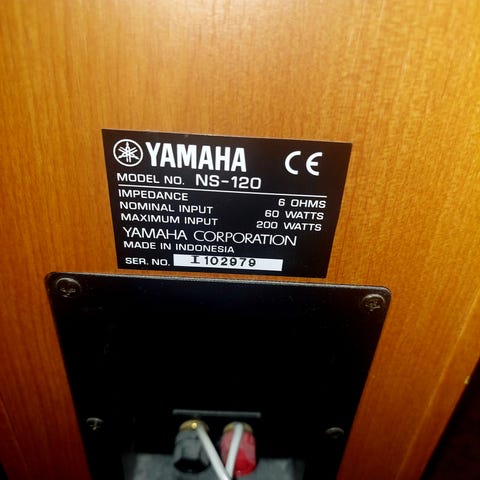 YAMAHA CE
MODEL NO. NS-120
IMPEDANCE 6 OHMS
NOMINAL INPUT 60 WATTS
MAXIMUM INPUT 200 WATTS
YAMAHA CORPORATION
MADE IN INDONESIA
SER. NO. I102979